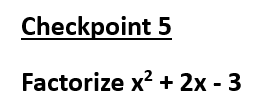 Checkpoint 5
Factorize x² + 2x - 3